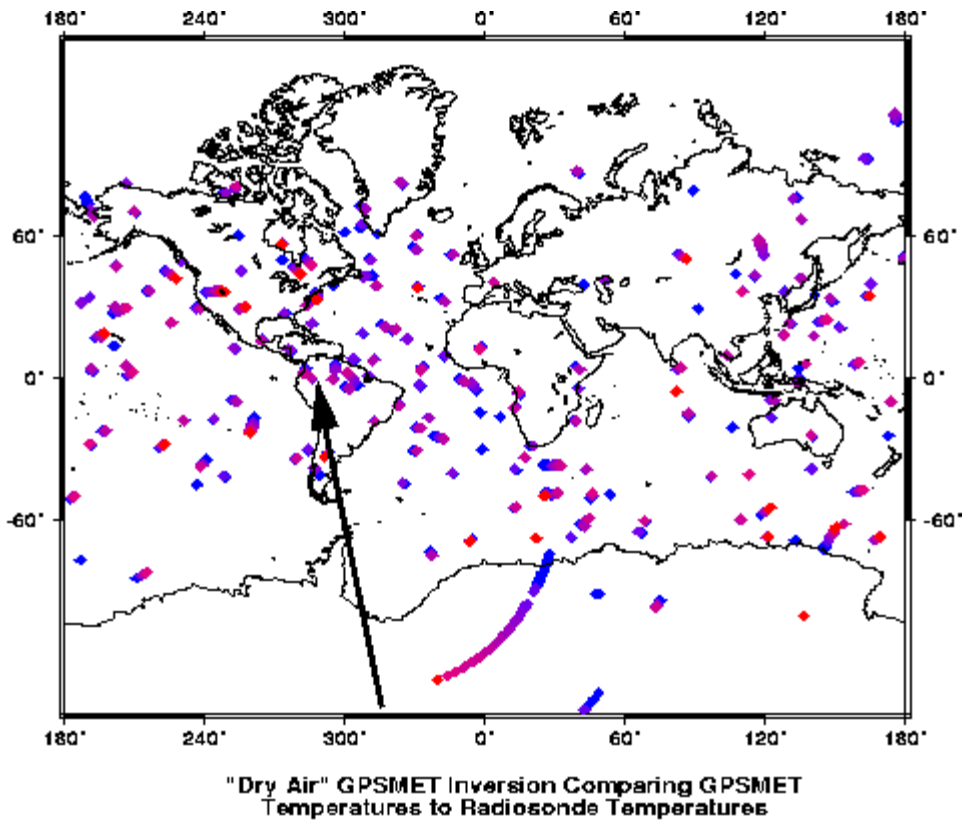 180° 240° 300° 0° 60° 120° 180°
60° 60°
0° 0°
-60° -60°
180° 240° 300° 0° 60° 120° 180°
"Dry Air" GPSMET Inversion Comparing GPSMET
Temperatures to Radiosonde Temperatures